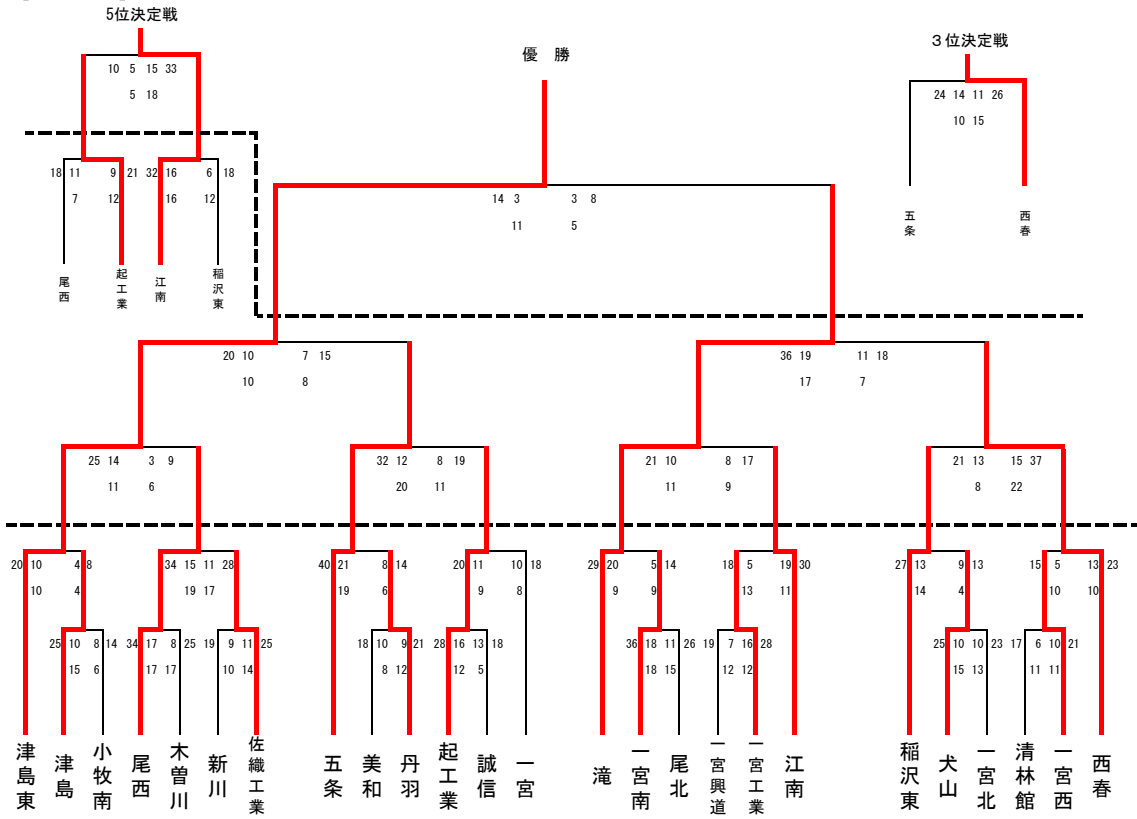 5位決定戦
優 勝
3位決定戦
10 5 15 33
5 18
24 14 11 26
10 15
18 11 9 21 32 16 6 18
7 12 16 12
14 3 3 8
11 5
五条 西春
尾西 起工業 江南 稲沢東
20 10 7 15
10 8
36 19 11 18
17 7
25 14 3 9
11 6
32 12 8 19
20 11
21 10 8 17
11 9
21 13 15 37
8 22
20 10 4 8 34 15 11 28 40 21 8 14 20 11 10 18 29 20 5 14 18 5 19 30 27 13 9 13 15 5 13 23
10 4 19 17 19 6 9 8 9 9 13 11 14 4 10 10
25 10 8 14 34 17 8 25 19 9 11 25 18 10 9 21 28 16 13 18 36 18 11 26 19 7 16 28 25 10 10 23 17 6 10 21
15 6 17 17 10 14 8 12 12 5 18 15 12 12 15 13 11 11
津島東 津島 小牧南 尾西 木曽川 新川 佐織工業 五条 美和 丹羽 起工業 誠信 一宮 滝 一宮南 尾北 一宮興道 一宮工業 江南 稲沢東 犬山 一宮北 清林館 一宮西 西春